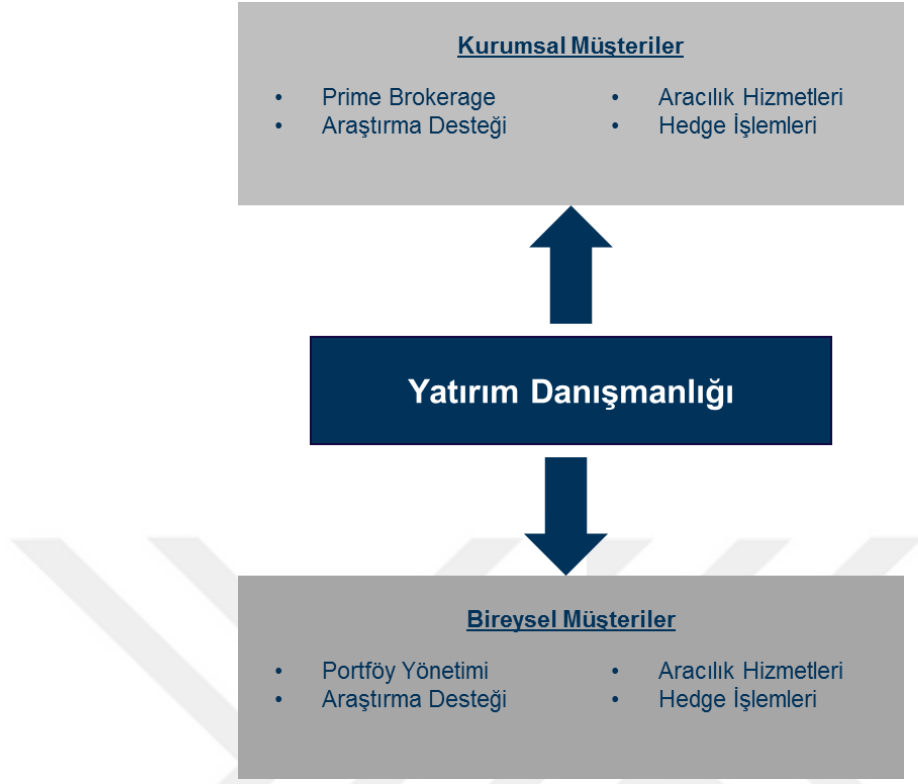 Kurumsal Müşteriler
• Prime Brokerage
• Araştırma Desteği
• Aracılık Hizmetleri
• Hedge İşlemleri
Yatırım Danışmanlığı
Bireysel Müşteriler
• Portföy Yönetimi
• Araştırma Desteği
• Aracılık Hizmetleri
• Hedge İşlemleri